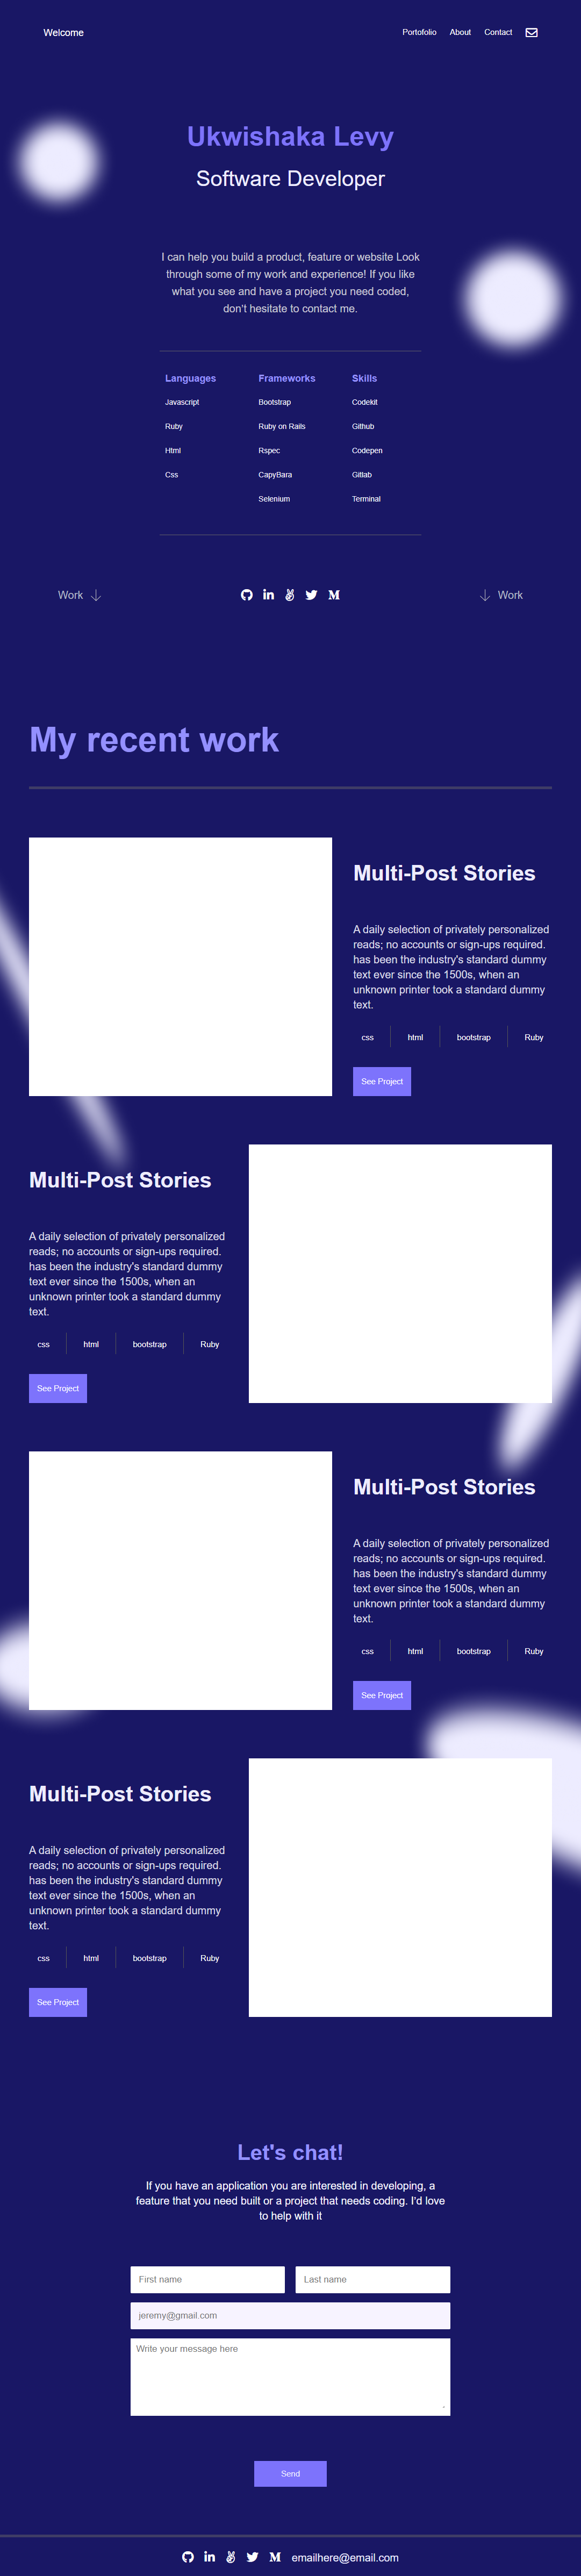 Welcome
Portofolio About Contact
Ukwishaka Levy
Software Developer
I can help you build a product, feature or website Look
through some of my work and experience! If you like
what you see and have a project you need coded,
don't hesitate to contact me.
Languages Frameworks Skills
Javascript Bootstrap Codekit
Ruby Ruby on Rails Github
Html Rspec Codepen
Css CapyBara Gitlab
Selenium Terminal
Work Work
My recent work
Multi-Post Stories
A daily selection of privately personalized
reads; no accounts or sign-ups required.
has been the industry's standard dummy
text ever since the 1500s, when an
unknown printer took a standard dummy
text.
css html bootstrap Ruby
See Project
Multi-Post Stories
A daily selection of privately personalized
reads; no accounts or sign-ups required.
has been the industry's standard dummy
text ever since the 1500s, when an
unknown printer took a standard dummy
text.
css html bootstrap Ruby
See Project
Multi-Post Stories
A daily selection of privately personalized
reads; no accounts or sign-ups required.
has been the industry's standard dummy
text ever since the 1500s, when an
unknown printer took a standard dummy
text.
css html bootstrap Ruby
See Project
Multi-Post Stories
A daily selection of privately personalized
reads; no accounts or sign-ups required.
has been the industry's standard dummy
text ever since the 1500s, when an
unknown printer took a standard dummy
text.
css html bootstrap Ruby
See Project
Let's chat!
If you have an application you are interested in developing, a
feature that you need built or a project that needs coding. I'd love
to help with it
First name Last name
jeremy@gmail.com
Write your message here
Send
emailhere@email.com